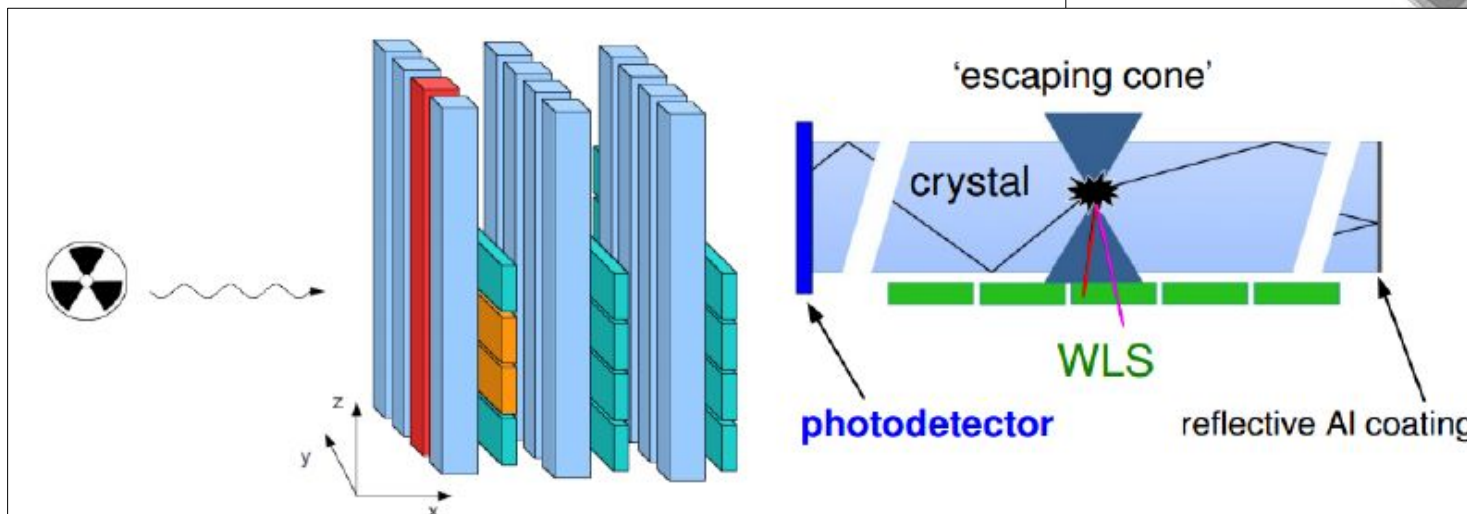 z
y
x
'escaping cone'
crystal
WLS
photodetector
reflective Al coating